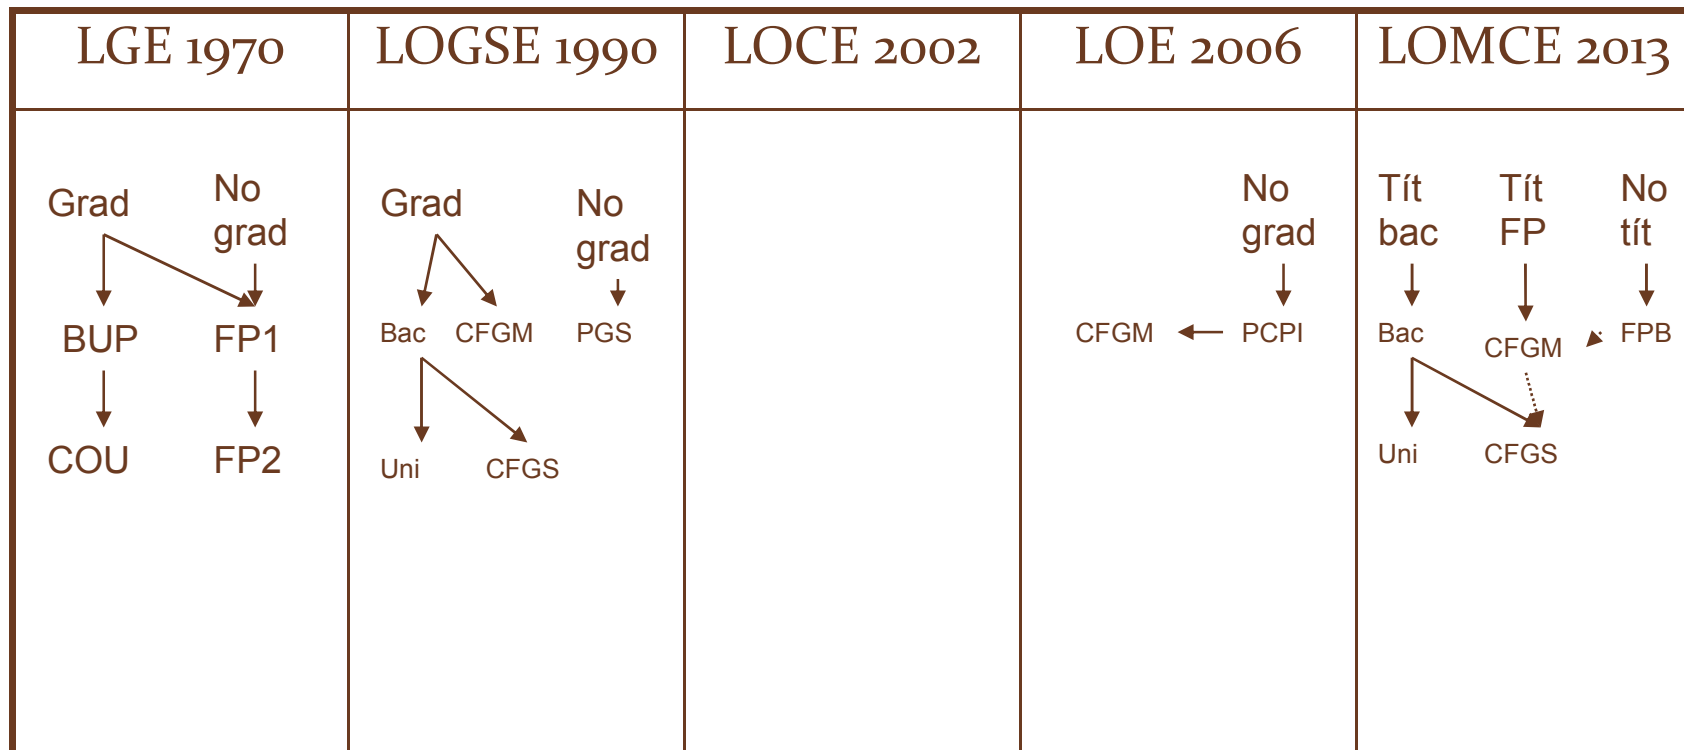 LGE 1970
LOGSE 1990
LOCE 2002
LOE 2006
LOMCE 2013
Grad
No
grad
BUP
FP1
COU
FP2
Grad
No
grad
Bac
CFGM
PGS
Uni
CFGS
No
grad
CFGM
PCPI
Tít
bac
Tít
FP
No
tít
Bac
CFGM
FPB
Uni
CFGS